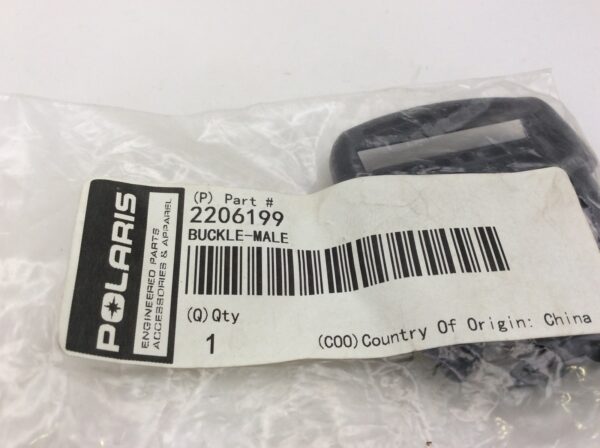 POLARIS
ENGINEERED PARTS
ACCESSORIES & APPAREL
(P) Part #
2206199
BUCKLE-MALE
(Q)Qty
1
(COO)Country Of Origin: China